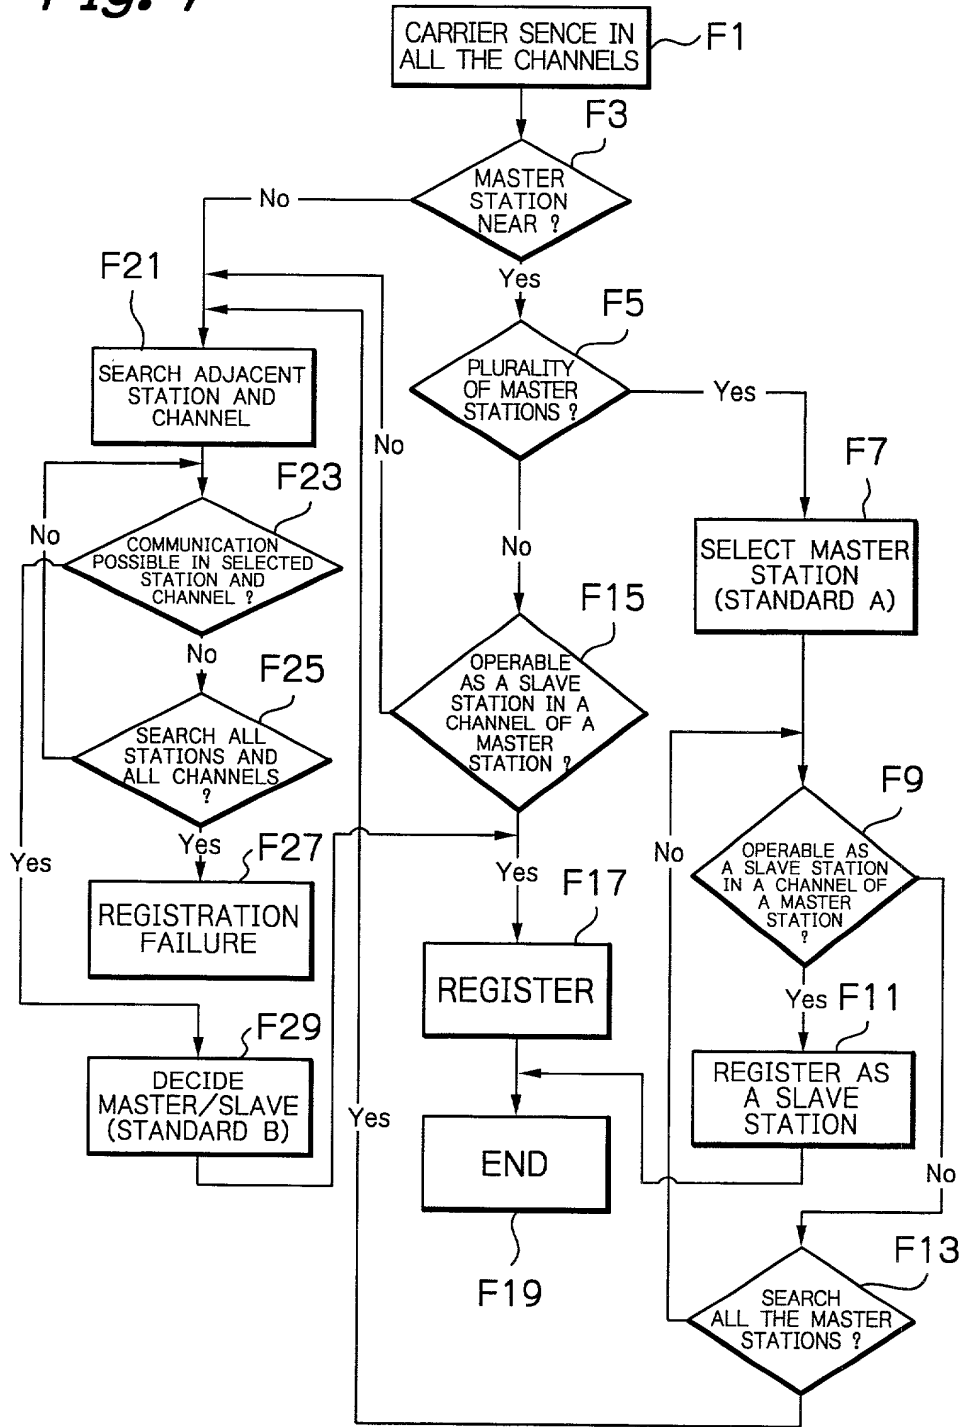 Fig. 7
CARRIER SENCE IN
ALL THE CHANNELS
F1
F3
MASTER
STATION
NEAR ?
No
Yes
F21
SEARCH ADJACENT
STATION AND
CHANNEL
F5
PLURALITY
OF MASTER
STATIONS ?
Yes
No
No
F7
SELECT MASTER
STATION
(STANDARD A)
F23
COMMUNICATION
POSSIBLE IN SELECTED
STATION AND
CHANNEL ?
No
No
F15
OPERABLE
AS A SLAVE
STATION IN A
CHANNEL OF A
MASTER
STATION ?
F25
SEARCH ALL
STATIONS AND
ALL CHANNELS
?
Yes
Yes
F27
REGISTRATION
FAILURE
Yes
F17
REGISTER
F9
OPERABLE AS
A SLAVE STATION
IN A CHANNEL OF
A MASTER
STATION
?
No
Yes
F11
REGISTER AS
A SLAVE
STATION
F29
DECIDE
MASTER/SLAVE
(STANDARD B)
Yes
END
F19
No
F13
SEARCH
ALL THE MASTER
STATIONS ?